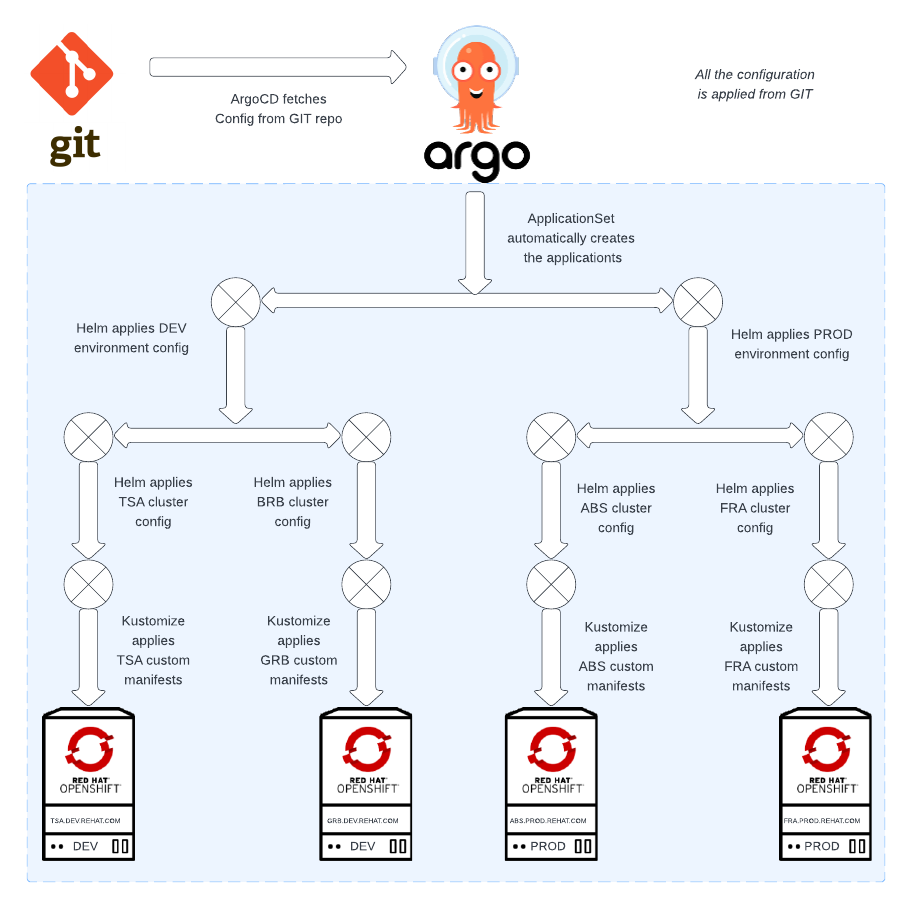 git
ArgoCD fetches
Config from GIT repo
argo
All the configuration
is applied from GIT
ApplicationSet
automatically creates
the applicationts
Helm applies DEV
environment config
Helm applies PROD
environment config
Helm applies
TSA cluster
config
Helm applies
BRB cluster
config
Helm applies
ABS cluster
config
Helm applies
FRA cluster
config
Kustomize
applies
TSA custom
manifests
Kustomize
applies
GRB custom
manifests
Kustomize
applies
ABS custom
manifests
Kustomize
applies
FRA custom
manifests
RED HAT®
OPENSHIFT®
TSA.DEV.REHAT.COM
DEV
RED HAT®
OPENSHIFT®
GRB.DEV.REHAT.COM
DEV
RED HAT®
OPENSHIFT®
ABS.PROD.REHAT.COM
PROD
RED HAT®
OPENSHIFT®
FRA.PROD.REHAT.COM
PROD